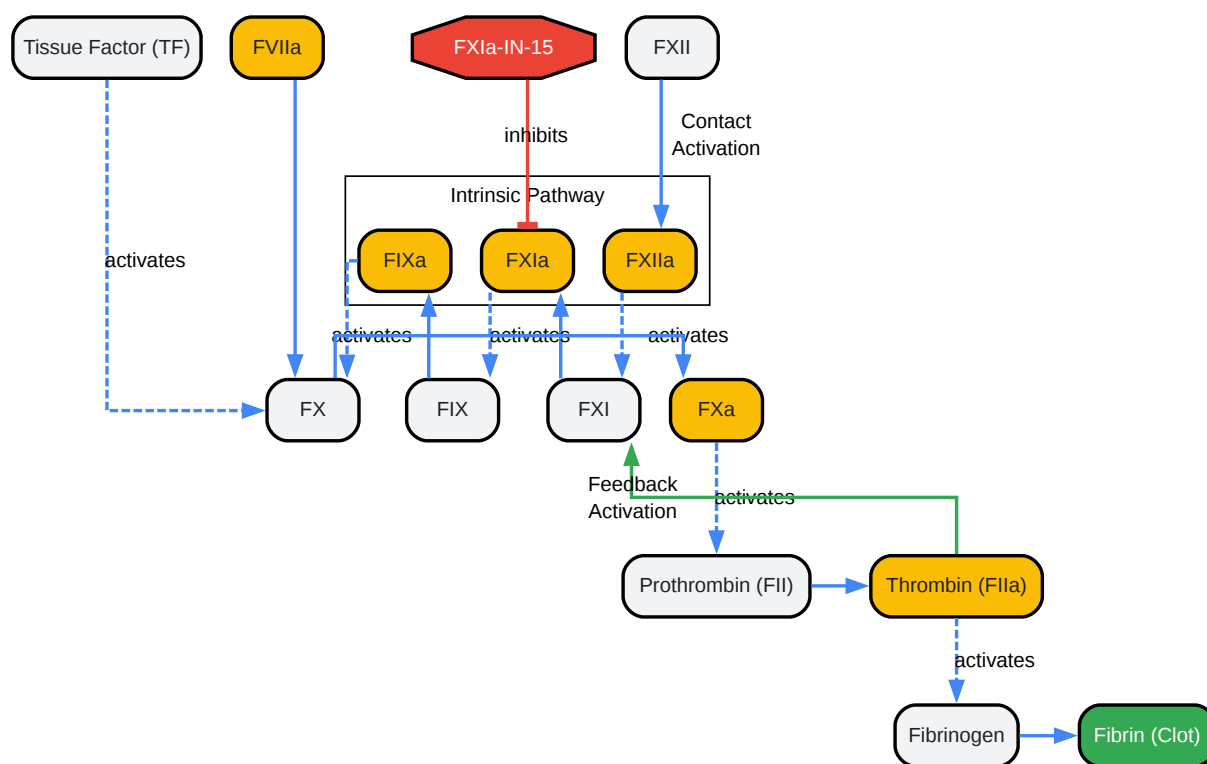 Tissue Factor (TF)
FVIIa
FXIa-IN-15
FXII
inhibits
Contact
Activation
Intrinsic Pathway
activates
FIXa
FXIa
FXIIa
activates
activates
activates
FX
FIX
FXI
FXa
Feedback
Activation
activates
Prothrombin (FII)
Thrombin (FIIa)
activates
Fibrinogen
Fibrin (Clot)